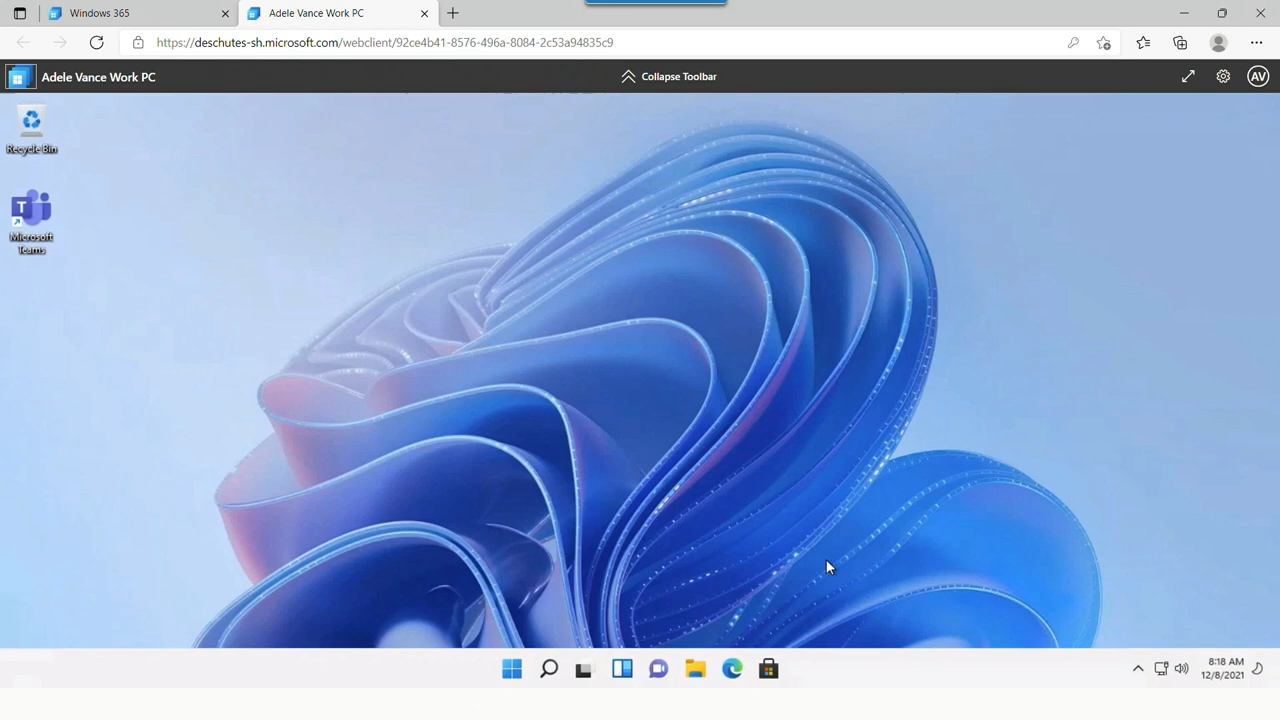 Windows 365
Adele Vance Work PC
https://deschutes-sh.microsoft.com/webclient/92ce4b41-8576-496a-8084-2c53a94835c9
Adele Vance Work PC
Collapse Toolbar
AV
Recycle Bin
T
Microsoft
Teams
8:18 AM
12/8/2021